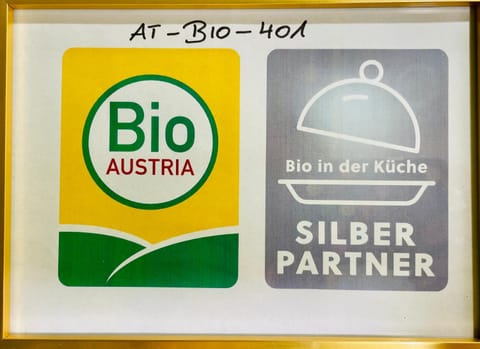 AT-BIO-401
Bio
AUSTRIA
Bio in der Küche
SILBER
PARTNER